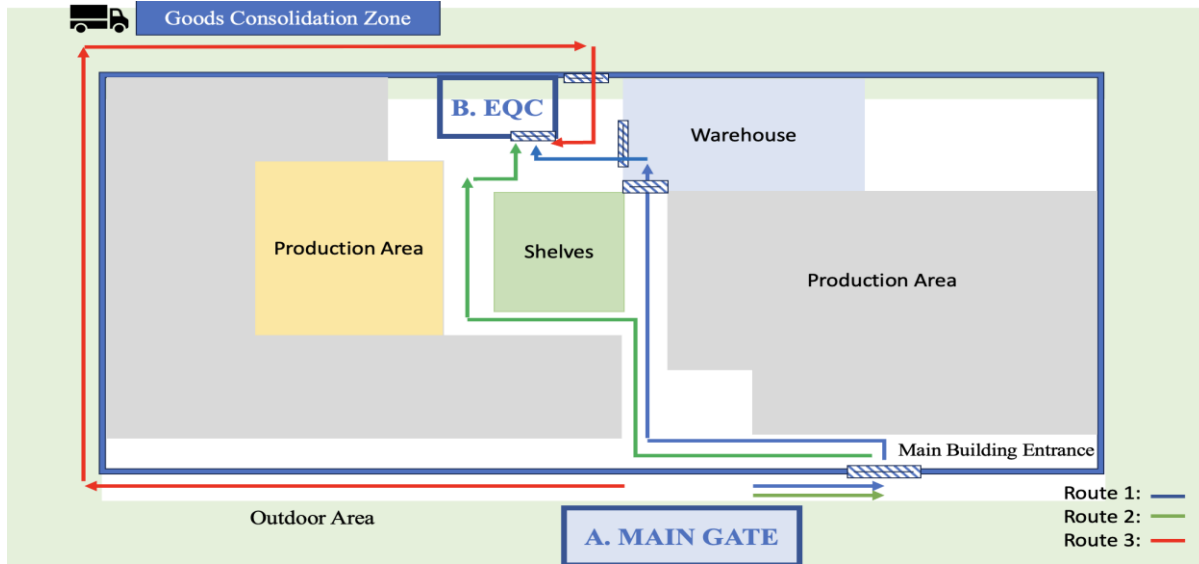 Goods Consolidation Zone
B. EQC
Warehouse
Production Area
Shelves
Production Area
Main Building Entrance
Outdoor Area
A. MAIN GATE
Route 1:
Route 2:
Route 3: